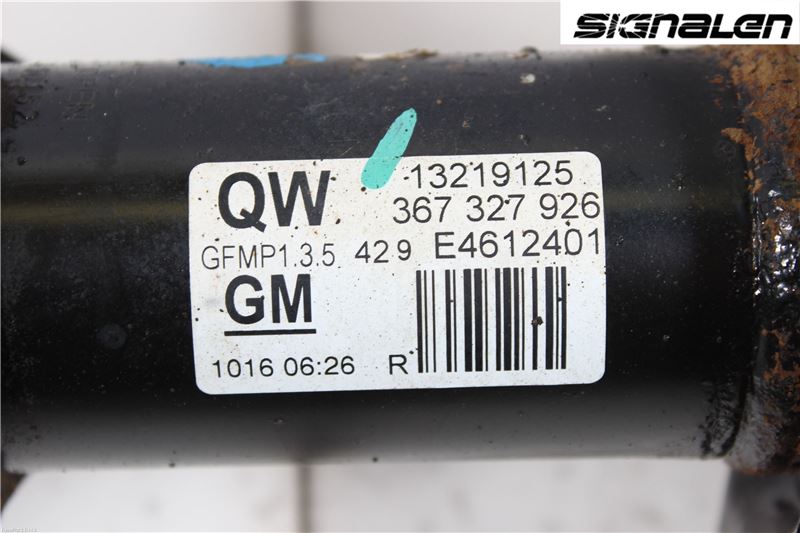 SIGNALEN
QW 13219125
367 327 926
GFMP1.3.5 42 9 E4612401
GM
1016 06:26 R